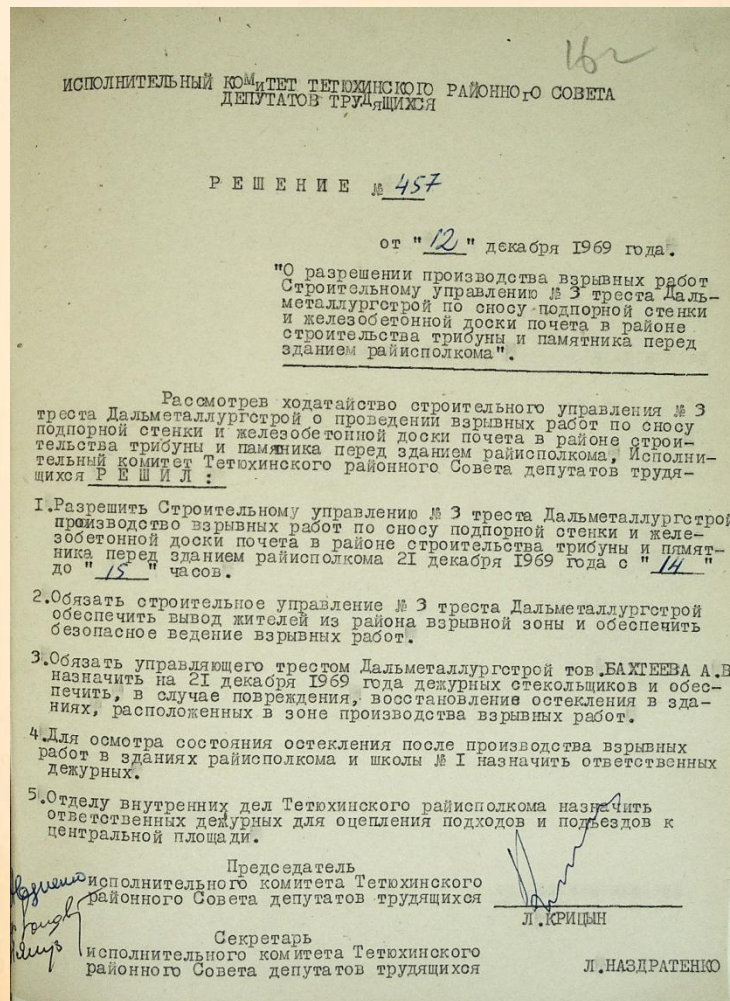 162
ИСПОЛНИТЕЛЬНЫЙ КОМИТЕТ ТЕТЮХИНСКОГО РАЙОННОГО СОВЕТА
ДЕПУТАТОВ ТРУДЯЩИХСЯ
Р Е Ш Е Н И Е № 457
от "12" декабря 1969 года.
"О разрешении производства взрывных работ
Строительному управлению № 3 треста Даль-
металлургстрой по сносу подпорной стенки
и железобетонной доски почета в районе
строительства трибуны и памятника перед
зданием райисполкома".
Рассмотрев ходатайство строительного управления № 3
треста Дальметаллургстрой о проведении взрывных работ по сносу
подпорной стенки и железобетонной доски почета в районе строи-
тельства трибуны и памятника перед зданием райисполкома, Исполни-
тельный комитет Тетюхинского районного Совета депутатов трудя-
щихся Р Е Ш И Л :
1.Разрешить Строительному управлению № 3 треста Дальметаллургстрой
производство взрывных работ по сносу подпорной стенки и желе-
зобетонной доски почета в районе строительства трибуны и пямят-
ника перед зданием райисполкома 21 декабря 1969 года с "14"
до "15" часов.
2.Обязать строительное управление № 3 треста Дальметаллургстрой
обеспечить вывод жителей из района взрывной зоны и обеспечить
безопасное ведение взрывных работ.
3.Обязать управляющего трестом Дальметаллургстрой тов.БАХТЕЕВА А.В
назначить на 21 декабря 1969 года дежурных стекольщиков и обес-
печить, в случае повреждения, восстановление остекления в зда-
ниях, расположенных в зоне производства взрывных работ.
4.Для осмотра состояния остекления после производства взрывных
работ в зданиях райисполкома и школы № I назначить ответственных
дежурных.
5.Отделу внутренних дел Тетюхинского райисполкома назначить
ответственных дежурных для оцепления подходов и подъездов к
центральной площади.
Председатель
исполнительного комитета Тетюхинского
районного Совета депутатов трудящихся
Л.КРИЦЫН
Секретарь
исполнительного комитета Тетюхинского
районного Совета депутатов трудящихся Л.НАЗДРАТЕНКО